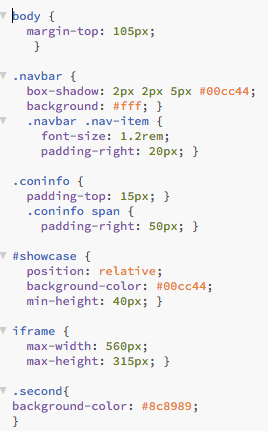 body {
margin-top: 105px;
}
.navbar {
box-shadow: 2px 2px 5px #00cc44;
background: #fff; }
.navbar .nav-item {
font-size: 1.2rem;
padding-right: 20px; }
.coninfo {
padding-top: 15px; }
.coninfo span {
padding-right: 50px; }
#showcase {
position: relative;
background-color: #00cc44;
min-height: 40px; }
iframe {
max-width: 560px;
max-height: 315px; }
.second{
background-color: #8c8989;
}